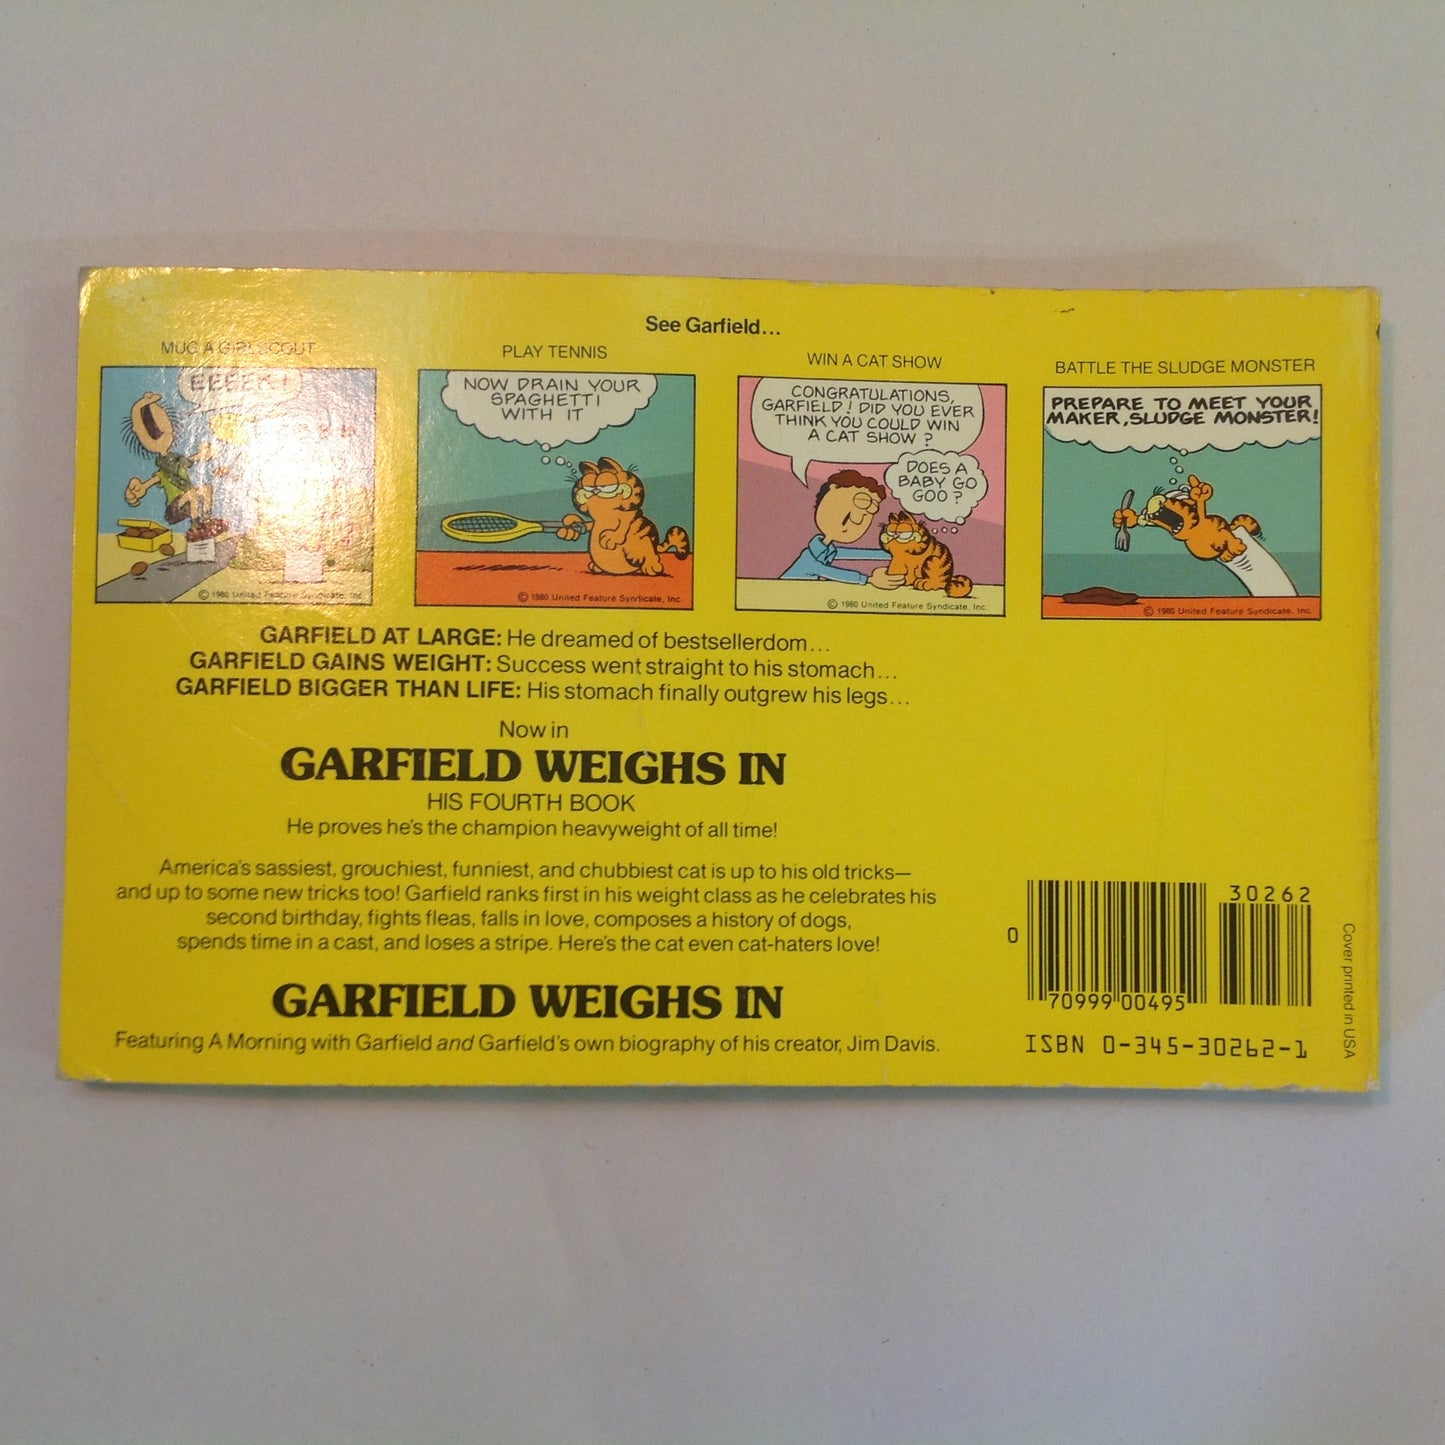 See Garfield...
MUG A GIRL SCOUT
EEEEK!
© 1980 United Feature Syndicate, Inc.
PLAY TENNIS
NOW DRAIN YOUR
SPAGHETTI
WITH IT
© 1980 United Feature Syndicate, Inc.
WIN A CAT SHOW
CONGRATULATIONS,
GARFIELD! DID YOU EVER
THINK YOU COULD WIN
A CAT SHOW?
DOES A
BABY GO
GOO?
© 1980 United Feature Syndicate, Inc.
BATTLE THE SLUDGE MONSTER
PREPARE TO MEET YOUR
MAKER, SLUDGE MONSTER!
© 1980 United Feature Syndicate, Inc.
GARFIELD AT LARGE: He dreamed of bestsellerdom...
GARFIELD GAINS WEIGHT: Success went straight to his stomach...
GARFIELD BIGGER THAN LIFE: His stomach finally outgrew his legs...
Now in
GARFIELD WEIGHS IN
HIS FOURTH BOOK
He proves he's the champion heavyweight of all time!
America's sassiest, grouchiest, funniest, and chubbiest cat is up to his old tricks—
and up to some new tricks too! Garfield ranks first in his weight class as he celebrates his
second birthday, fights fleas, falls in love, composes a history of dogs,
spends time in a cast, and loses a stripe. Here's the cat even cat-haters love!
GARFIELD WEIGHS IN
Featuring A Morning with Garfield and Garfield's own biography of his creator, Jim Davis.
30262
0 70999 00495
ISBN 0-345-30262-1
Cover printed in USA